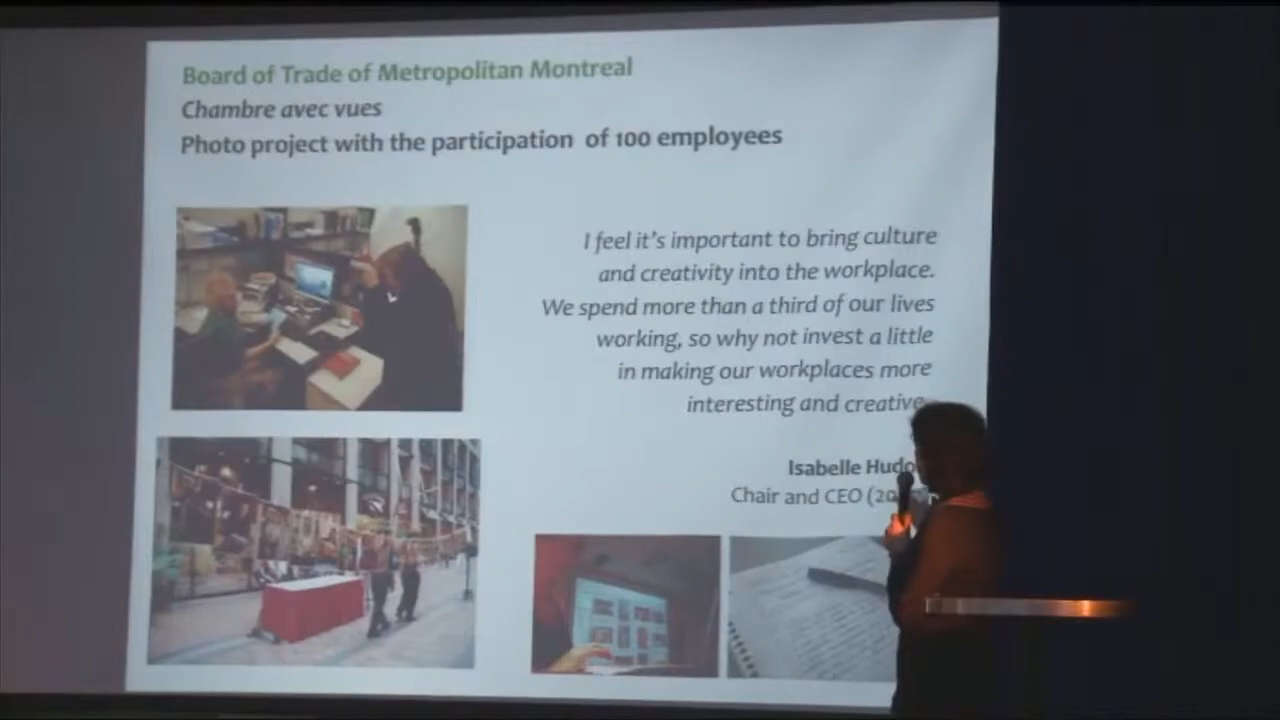 Board of Trade of Metropolitan Montreal
Chambre avec vues
Photo project with the participation of 100 employees
I feel it's important to bring culture
and creativity into the workplace.
We spend more than a third of our lives
working, so why not invest a little
in making our workplaces more
interesting and creative
Isabelle
Chair and CEO